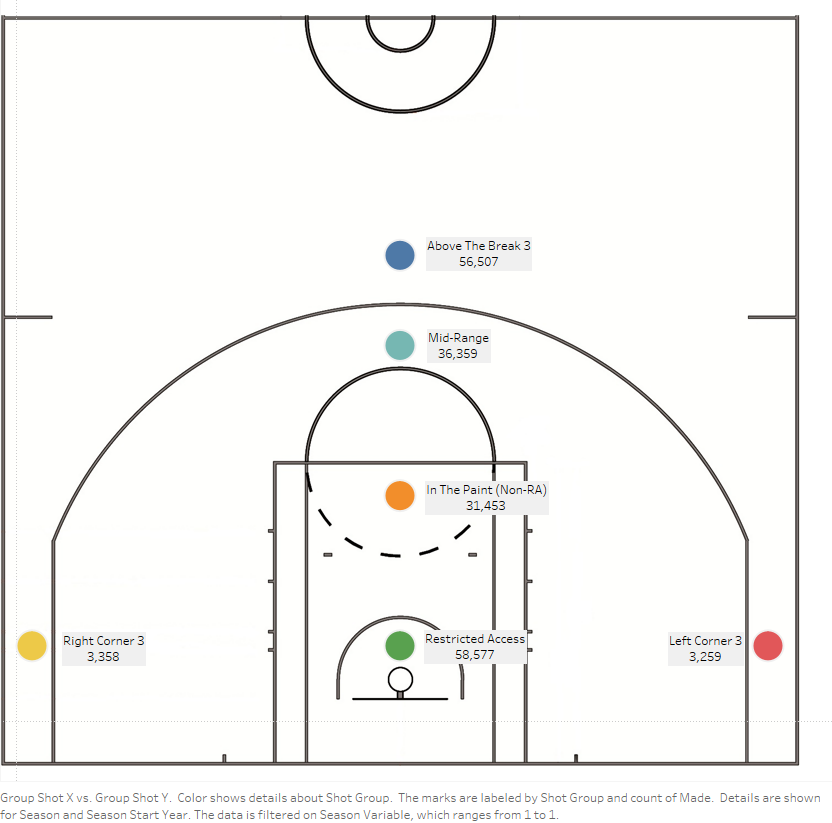 Above The Break 3
56,507
Mid-Range
36,359
In The Paint (Non-RA)
31,453
Right Corner 3
3,358
Restricted Access
58,577
Left Corner 3
3,259
Group Shot X vs. Group Shot Y.  Color shows details about Shot Group.  The marks are labeled by Shot Group and count of Made.  Details are shown
for Season and Season Start Year. The data is filtered on Season Variable, which ranges from 1 to 1.